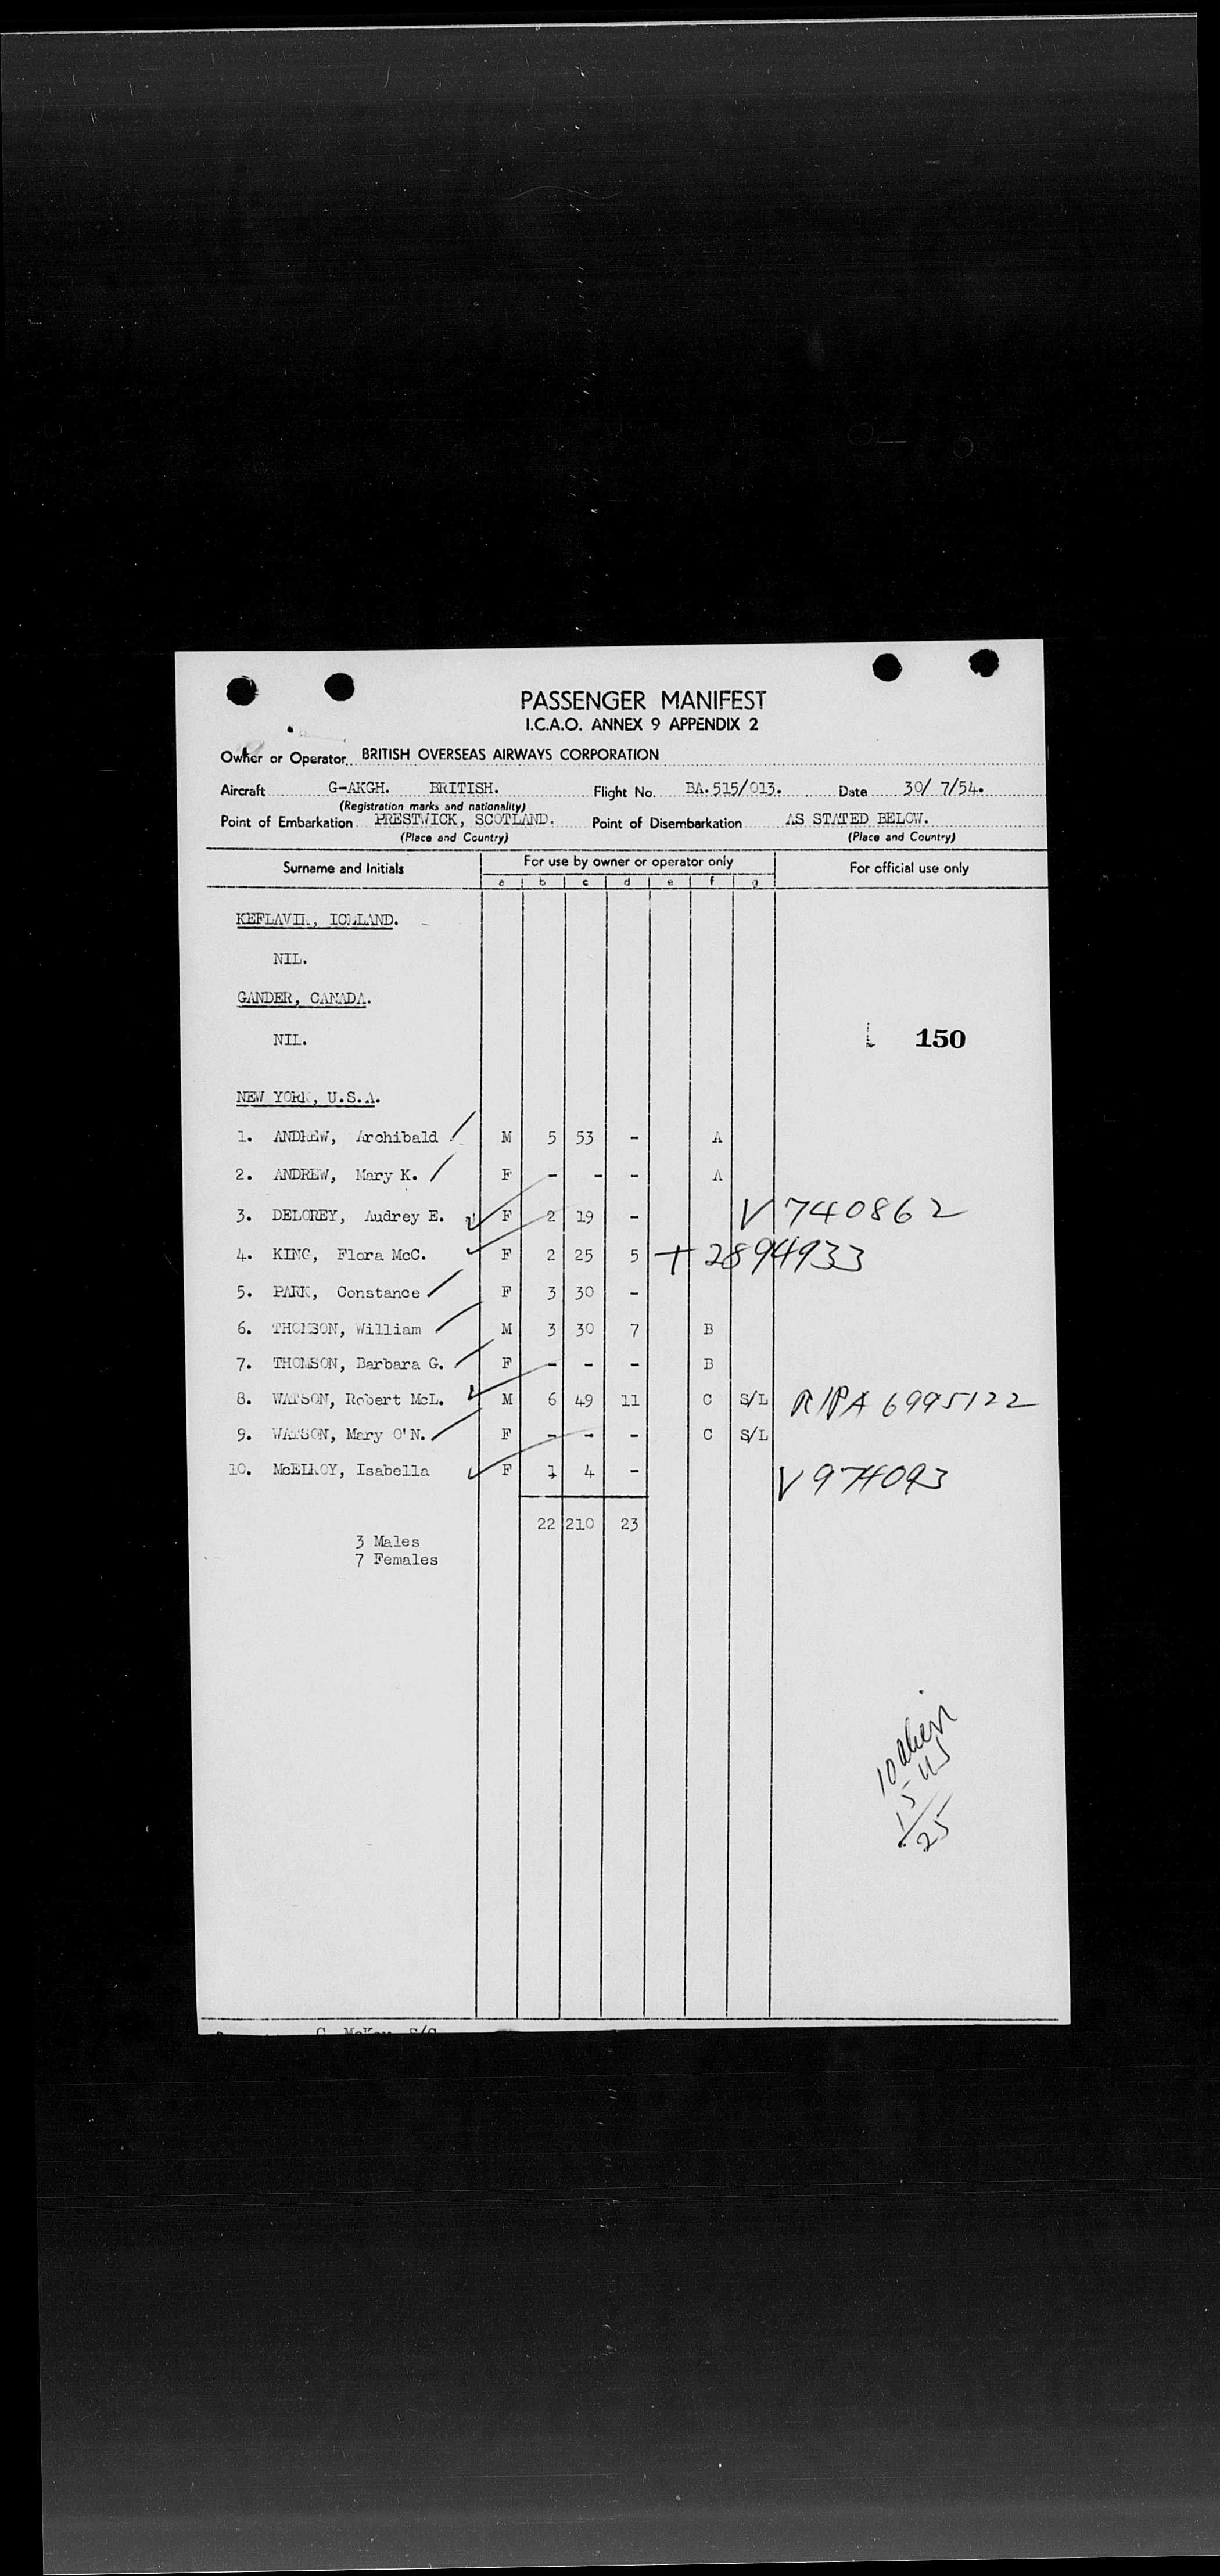 PASSENGER MANIFEST
I.C.A.O. ANNEX 9 APPENDIX 2
Owner or Operator BRITISH OVERSEAS AIRWAYS CORPORATION
Aircraft G-AKGH. BRITISH. Flight No. BA.515/013. Date 30/ 7/54.
(Registration marks and nationality)
Point of Embarkation PRESTWICK, SCOTLAND. Point of Disembarkation AS STATED BELOW.
(Place and Country) (Place and Country)
Surname and Initials For use by owner or operator only For official use only
a b c d e f g
KEFLAVIK, ICELAND.
NIL.
GANDER, CANADA.
NIL.
150
NEW YORK, U.S.A.
1. ANDREW, Archibald M 5 53 - A
2. ANDREW, Mary K. F - - - A
3. DELOREY, Audrey E. F 2 19 - V 740862
4. KING, Flora McC. F 2 25 5 + 2894933
5. PARK, Constance F 3 30 -
6. THOMSON, William M 3 30 7 B
7. THOMSON, Barbara G. F - - - B
8. WATSON, Robert McL. M 6 49 11 C S/L R/PA 6995122
9. WATSON, Mary O'N. F - - - C S/L
10. McELROY, Isabella F 1 4 - V 974093
22 210 23
3 Males
7 Females
10 alien
15 US
25